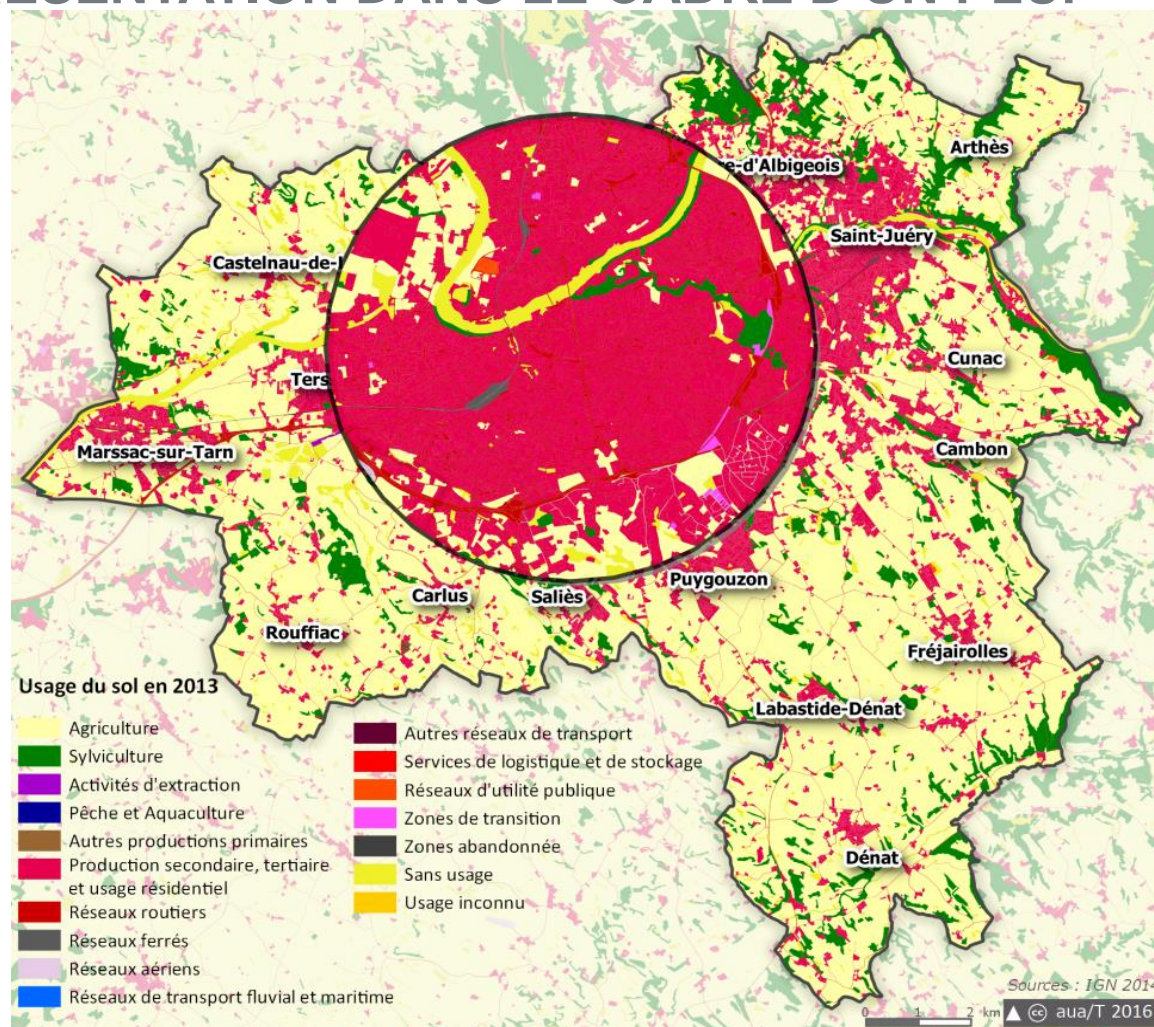 Arthès
e-d'Albigeois
Saint-Juéry
Castelnau-de-
Cunac
Ters
Marssac-sur-Tarn
Cambon
Puygouzon
Carlus
Saliès
Rouffiac
Fréjairolles
Labastide-Dénat
Dénat
Usage du sol en 2013
Agriculture
Sylviculture
Activités d'extraction
Pêche et Aquaculture
Autres productions primaires
Production secondaire, tertiaire
et usage résidentiel
Réseaux routiers
Réseaux ferrés
Réseaux aériens
Réseaux de transport fluvial et maritime
Autres réseaux de transport
Services de logistique et de stockage
Réseaux d'utilité publique
Zones de transition
Zones abandonnée
Sans usage
Usage inconnu
Sources : IGN 2014
0 1 2 km
cc aua/T 2016